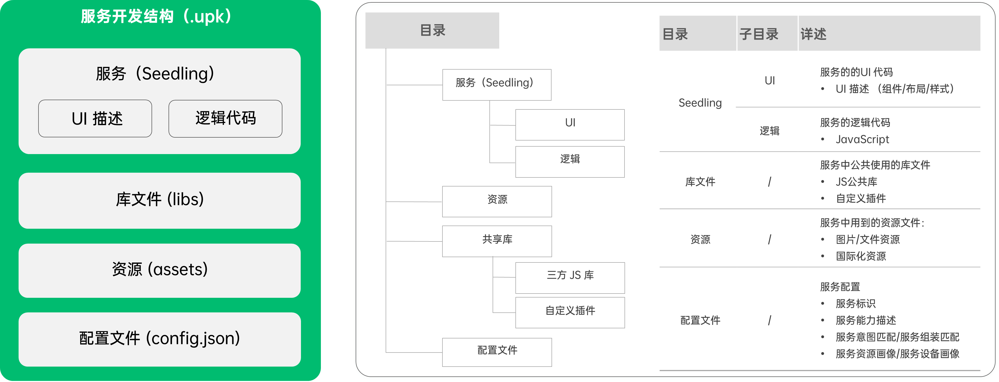 服务开发结构（.upk）
服务（Seedling）
UI 描述
逻辑代码
库文件 (libs)
资源 (assets)
配置文件 (config.json)
目录
服务（Seedling）
UI
逻辑
资源
共享库
三方 JS 库
自定义插件
配置文件
目录 子目录 详述
Seedling
UI
服务的的UI 代码
• UI 描述 （组件/布局/样式）
逻辑
服务的逻辑代码
• JavaScript
库文件
/
服务中公共使用的库文件
• JS公共库
• 自定义插件
资源
/
服务中用到的资源文件：
• 图片/文件资源
• 国际化资源
配置文件
/
服务配置
• 服务标识
• 服务能力描述
• 服务意图匹配/服务组装匹配
• 服务资源画像/服务设备画像